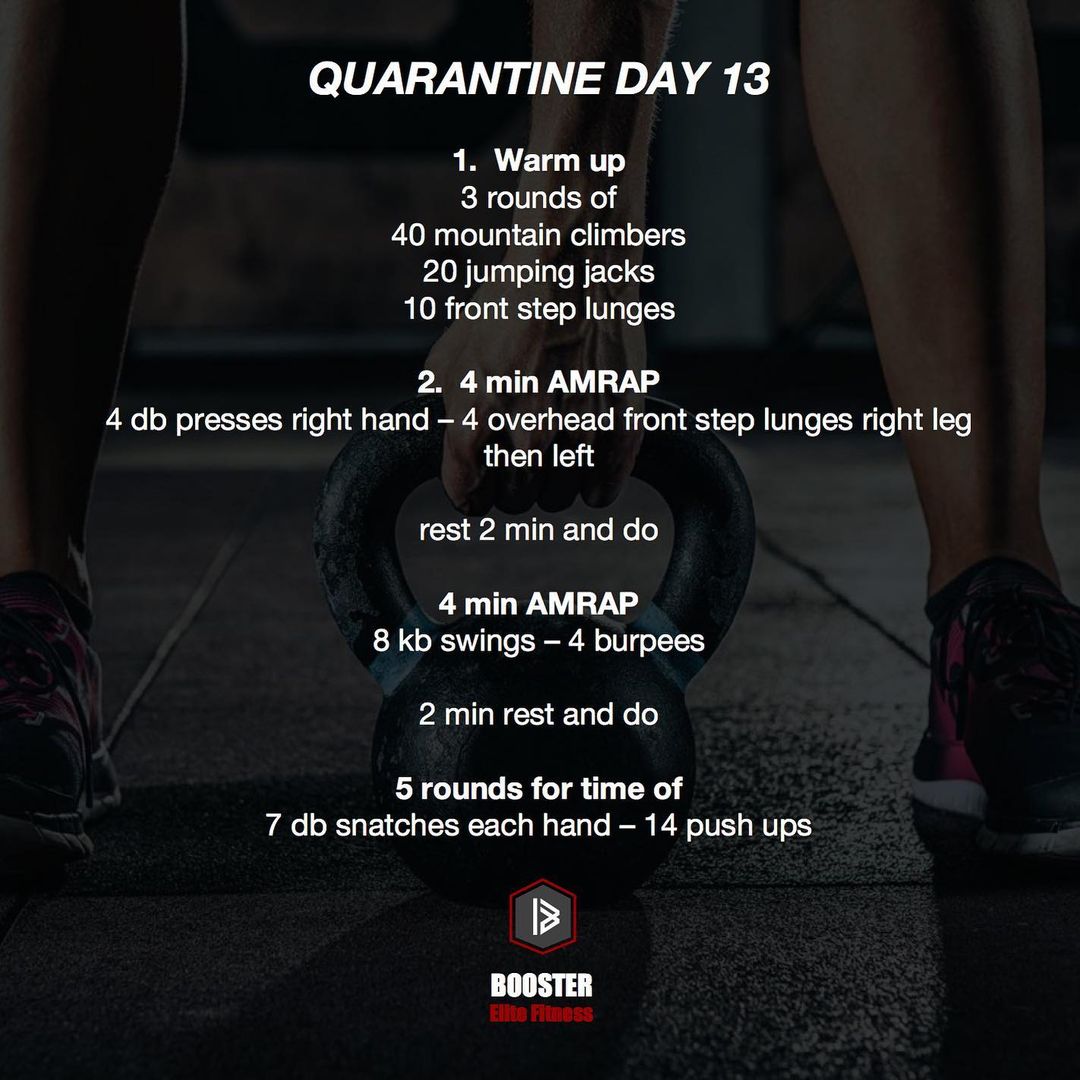 QUARANTINE DAY 13
1. Warm up
3 rounds of
40 mountain climbers
20 jumping jacks
10 front step lunges
2. 4 min AMRAP
4 db presses right hand – 4 overhead front step lunges right leg
then left
rest 2 min and do
4 min AMRAP
8 kb swings – 4 burpees
2 min rest and do
5 rounds for time of
7 db snatches each hand – 14 push ups
BOOSTER
Elite Fitness